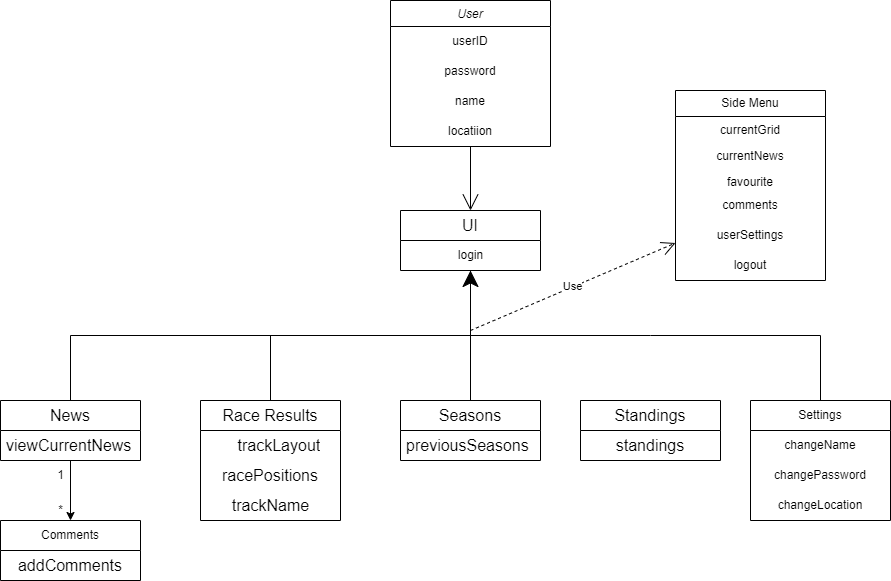 User
userID
password
name
locatiion
Side Menu
currentGrid
currentNews
favourite
comments
userSettings
logout
UI
login
Use
News
viewCurrentNews
Race Results
trackLayout
racePositions
trackName
Seasons
previousSeasons
Standings
standings
Settings
changeName
changePassword
changeLocation
1
*
Comments
addComments